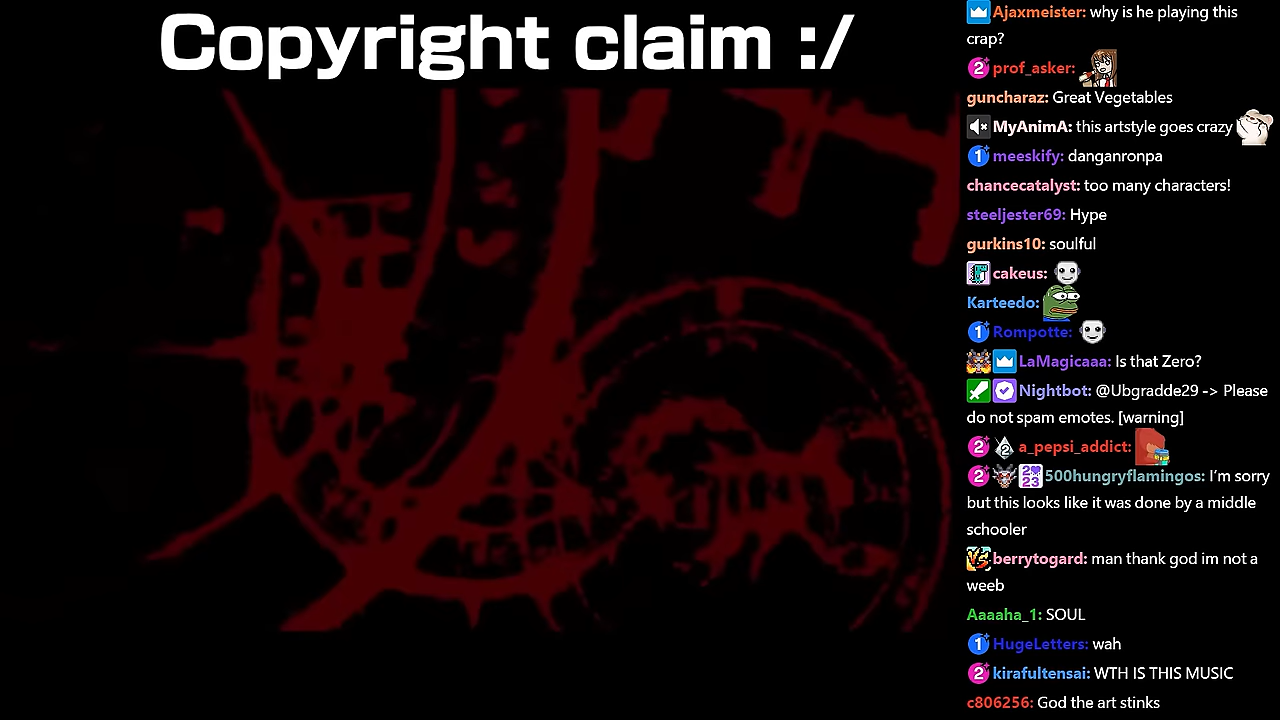 Copyright claim :/
Ajaxmeister: why is he playing this
crap?
prof_asker:
guncharaz: Great Vegetables
MyAnimA: this artstyle goes crazy
meeskify: danganronpa
chancecatalyst: too many characters!
steeljester69: Hype
gurkins10: soulful
cakeus:
Karteedo:
Rompotte:
LaMagicaaa: Is that Zero?
Nightbot: @Ubgradde29 -> Please
do not spam emotes. [warning]
a_pepsi_addict:
500hungryflamingos: I'm sorry
but this looks like it was done by a middle
schooler
berrytogard: man thank god im not a
weeb
Aaaaha_1: SOUL
HugeLetters: wah
kirafultensai: WTH IS THIS MUSIC
c806256: God the art stinks